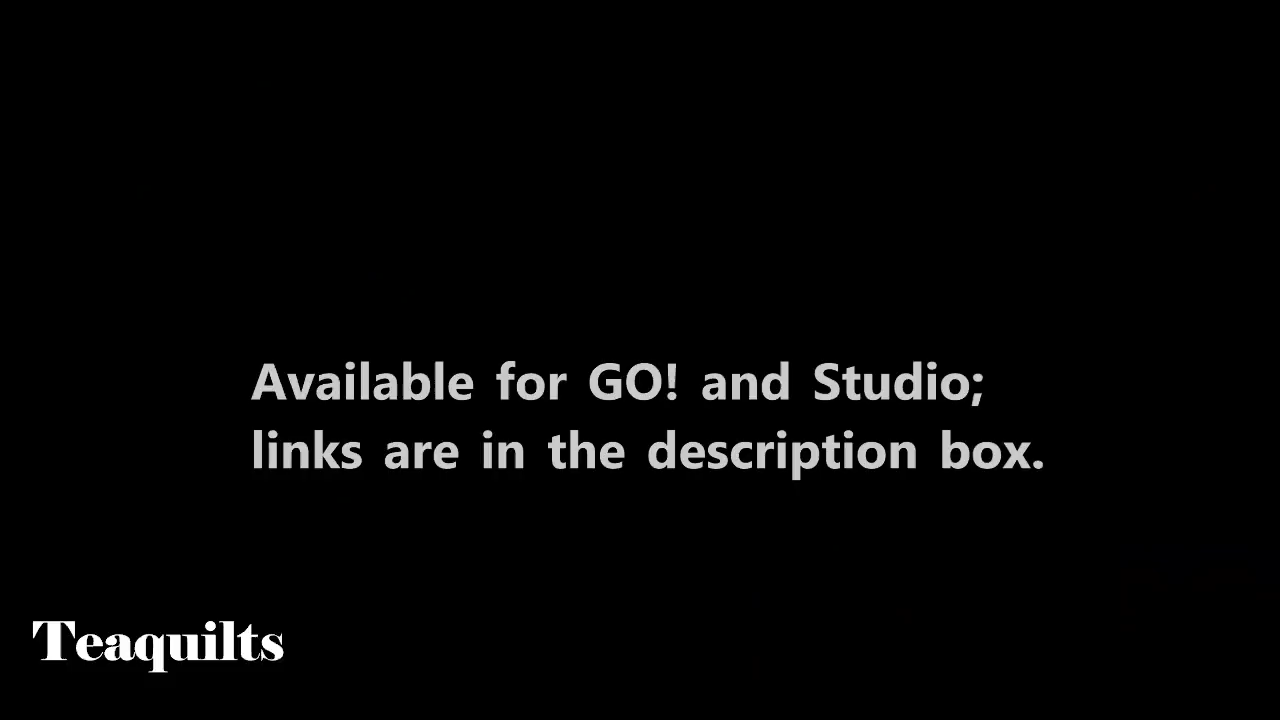 Available for GO! and Studio;
links are in the description box.
Teaquilts